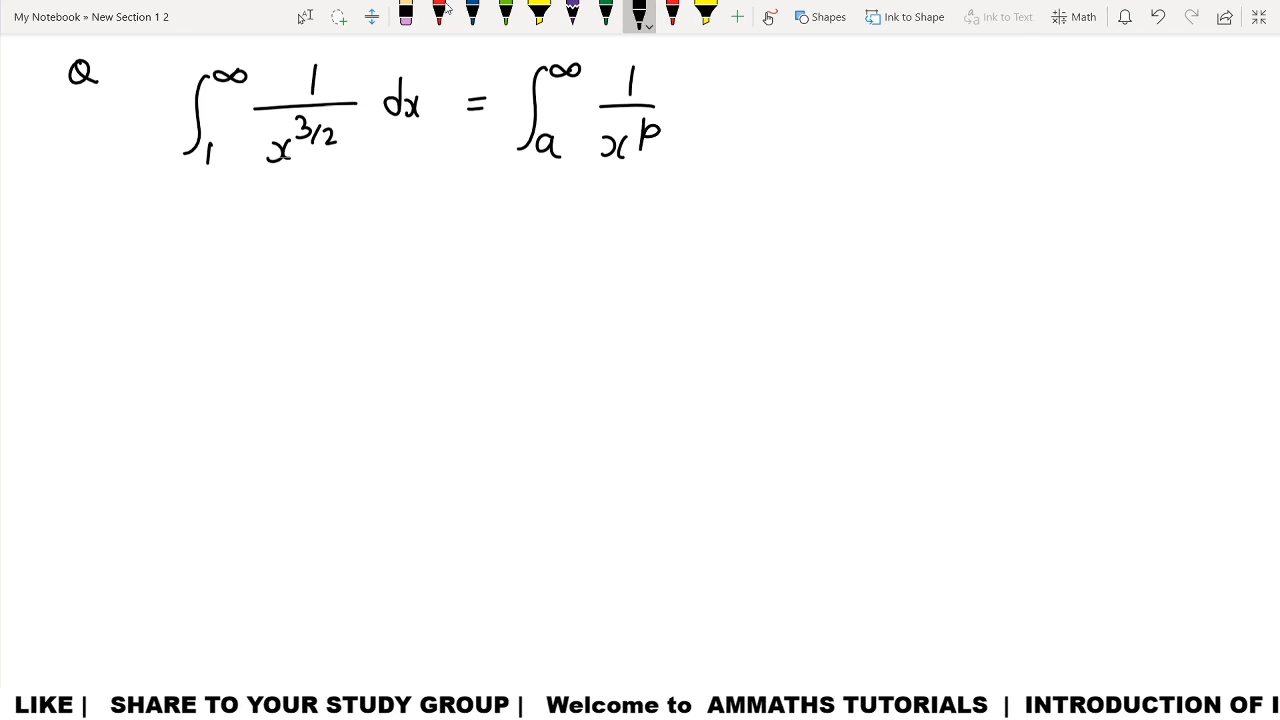 My Notebook » New Section 1 2
Shapes Ink to Shape Ink to Text Math
Q ∫₁^∞ 1/x^{3/2} dx = ∫ₐ^∞ 1/x^p
LIKE | SHARE TO YOUR STUDY GROUP | Welcome to AMMATHS TUTORIALS | INTRODUCTION OF